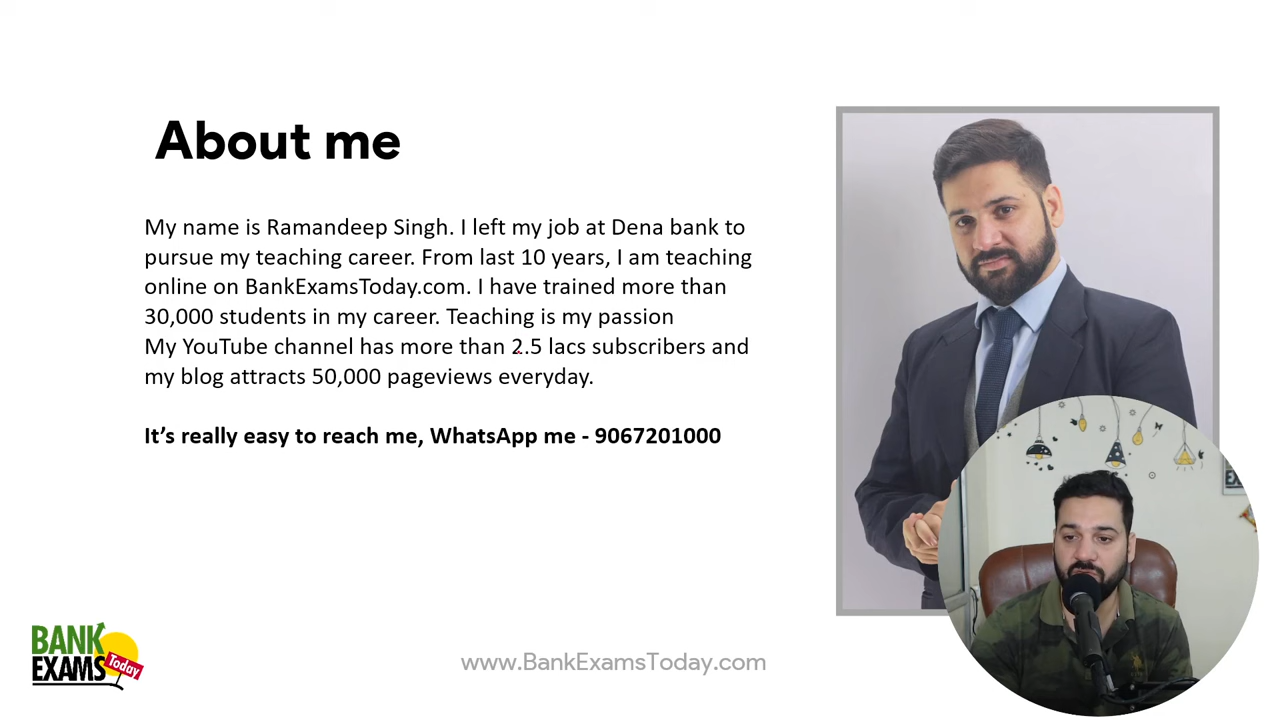 About me
My name is Ramandeep Singh. I left my job at Dena bank to
pursue my teaching career. From last 10 years, I am teaching
online on BankExamsToday.com. I have trained more than
30,000 students in my career. Teaching is my passion
My YouTube channel has more than 2.5 lacs subscribers and
my blog attracts 50,000 pageviews everyday.
It’s really easy to reach me, WhatsApp me - 9067201000
BANK
EXAMS
Today
www.BankExamsToday.com